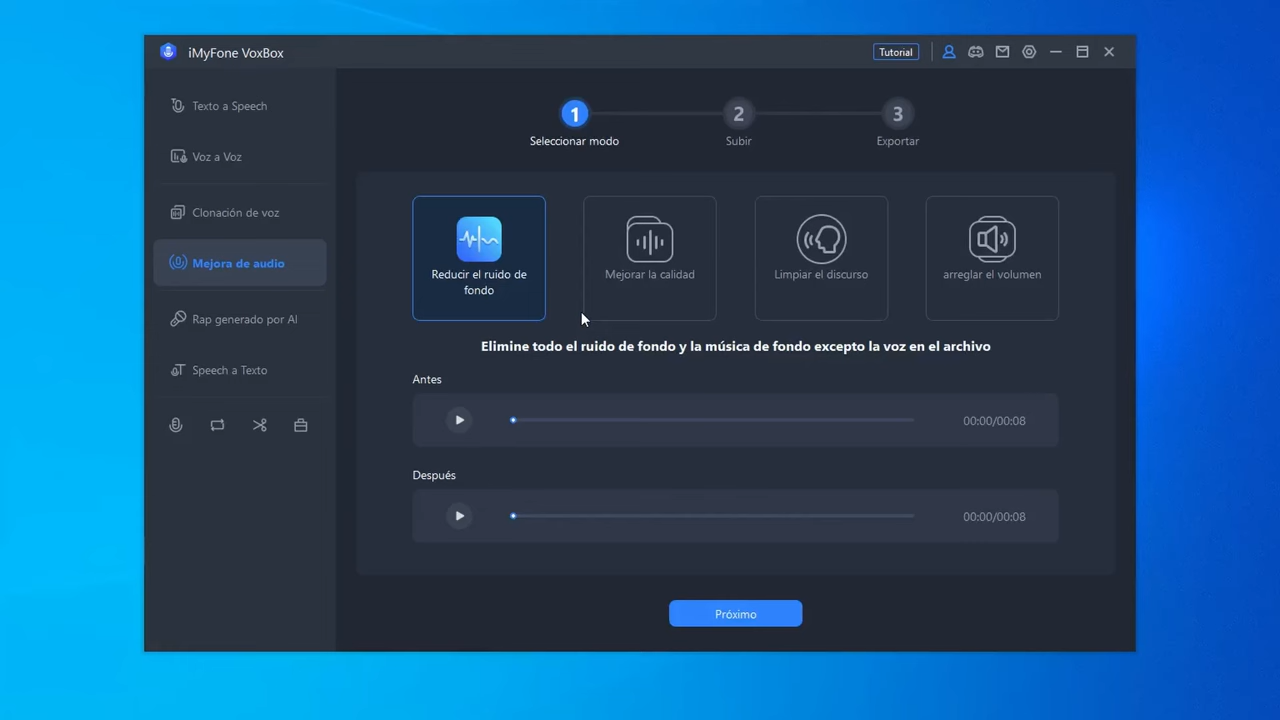 iMyFone VoxBox
Tutorial
Texto a Speech
Voz a Voz
Clonación de voz
Mejora de audio
Rap generado por AI
Speech a Texto
1
2
3
Seleccionar modo
Subir
Exportar
Reducir el ruido de
fondo
Mejorar la calidad
Limpiar el discurso
arreglar el volumen
Elimine todo el ruido de fondo y la música de fondo excepto la voz en el archivo
Antes
00:00/00:08
Después
00:00/00:08
Próximo